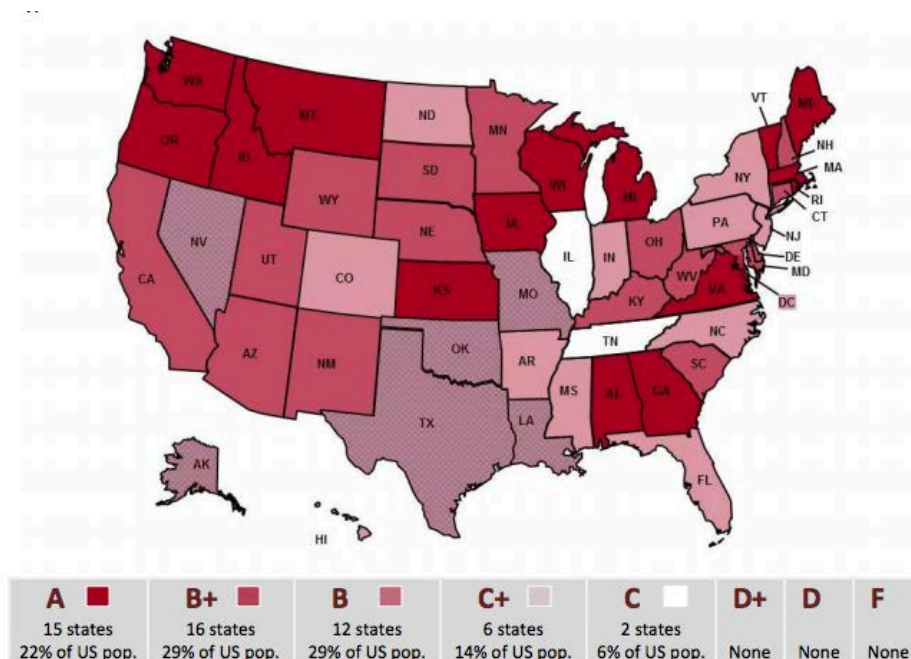 WA
MT
ND
MN
VT
ME
OR
ID
WY
SD
WI
MI
NY
NH
MA
RI
CT
NV
UT
CO
NE
IA
IL
IN
OH
PA
NJ
DE
MD
DC
CA
KS
MO
KY
WV
VA
AZ
NM
OK
AR
TN
NC
SC
TX
LA
MS
AL
GA
FL
AK
HI
A B+ B C+ C D+ D F
15 states 16 states 12 states 6 states 2 states
22% of US pop. 29% of US pop. 29% of US pop. 14% of US pop. 6% of US pop. None None None